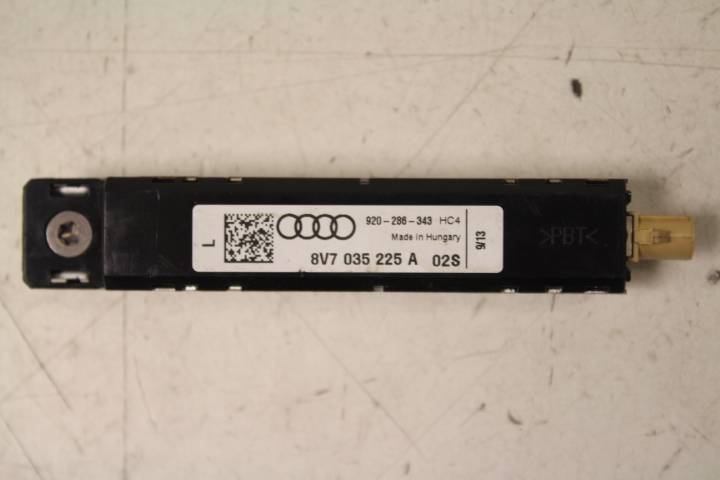 L
920-286-343 HC4
Made in Hungary
8V7 035 225 A 02S
9/13
>PBT<